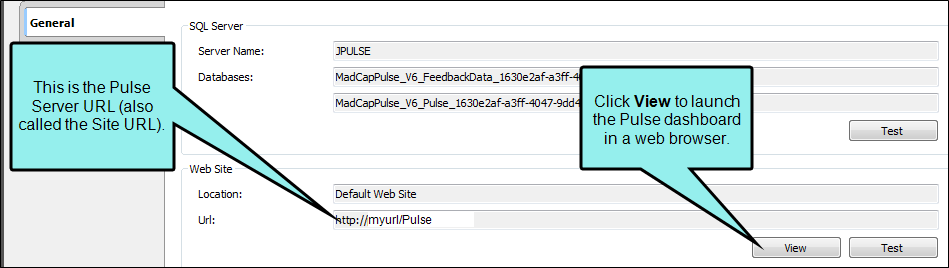 General
SQL Server
Server Name: JPULSE
Databases: MadCapPulse_V6_FeedbackData_1630e2af-a3ff-4
MadCapPulse_V6_Pulse_1630e2af-a3ff-4047-9dd4
Test
This is the Pulse
Server URL (also
called the Site URL).
Click View to launch
the Pulse dashboard
in a web browser.
Web Site
Location: Default Web Site
Url: http://myurl/Pulse
View Test